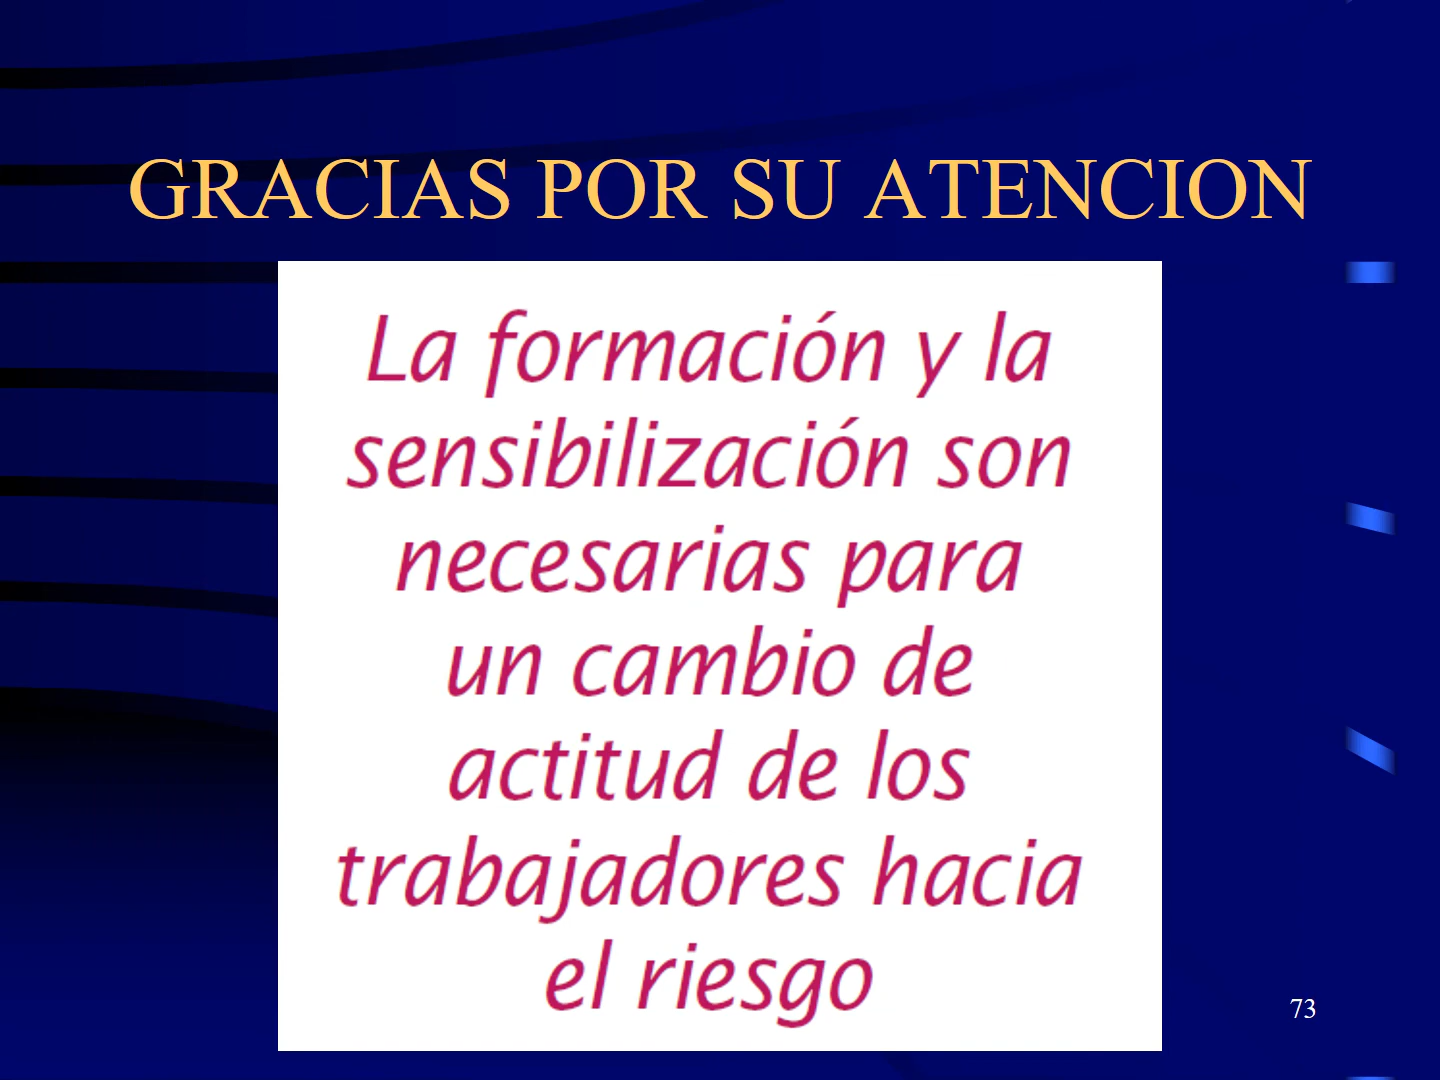 GRACIAS POR SU ATENCION
La formación y la
sensibilización son
necesarias para
un cambio de
actitud de los
trabajadores hacia
el riesgo
73